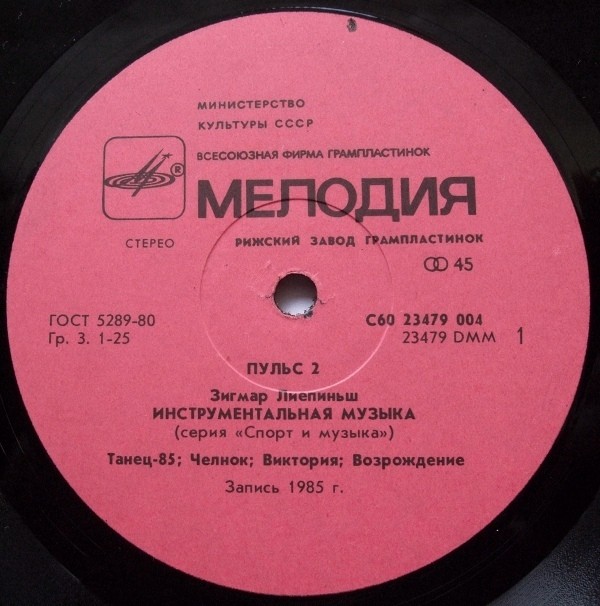 МИНИСТЕРСТВО
КУЛЬТУРЫ СССР
ВСЕСОЮЗНАЯ ФИРМА ГРАМПЛАСТИНОК
®
МЕЛОДИЯ
СТЕРЕО
РИЖСКИЙ ЗАВОД ГРАМПЛАСТИНОК
45
ГОСТ 5289-80
Гр. 3. 1-25
С60 23479 004
23479 DMM
1
ПУЛЬС 2
Зигмар Лиепиньш
ИНСТРУМЕНТАЛЬНАЯ МУЗЫКА
(серия «Спорт и музыка»)
Танец-85; Челнок; Виктория; Возрождение
Запись 1985 г.